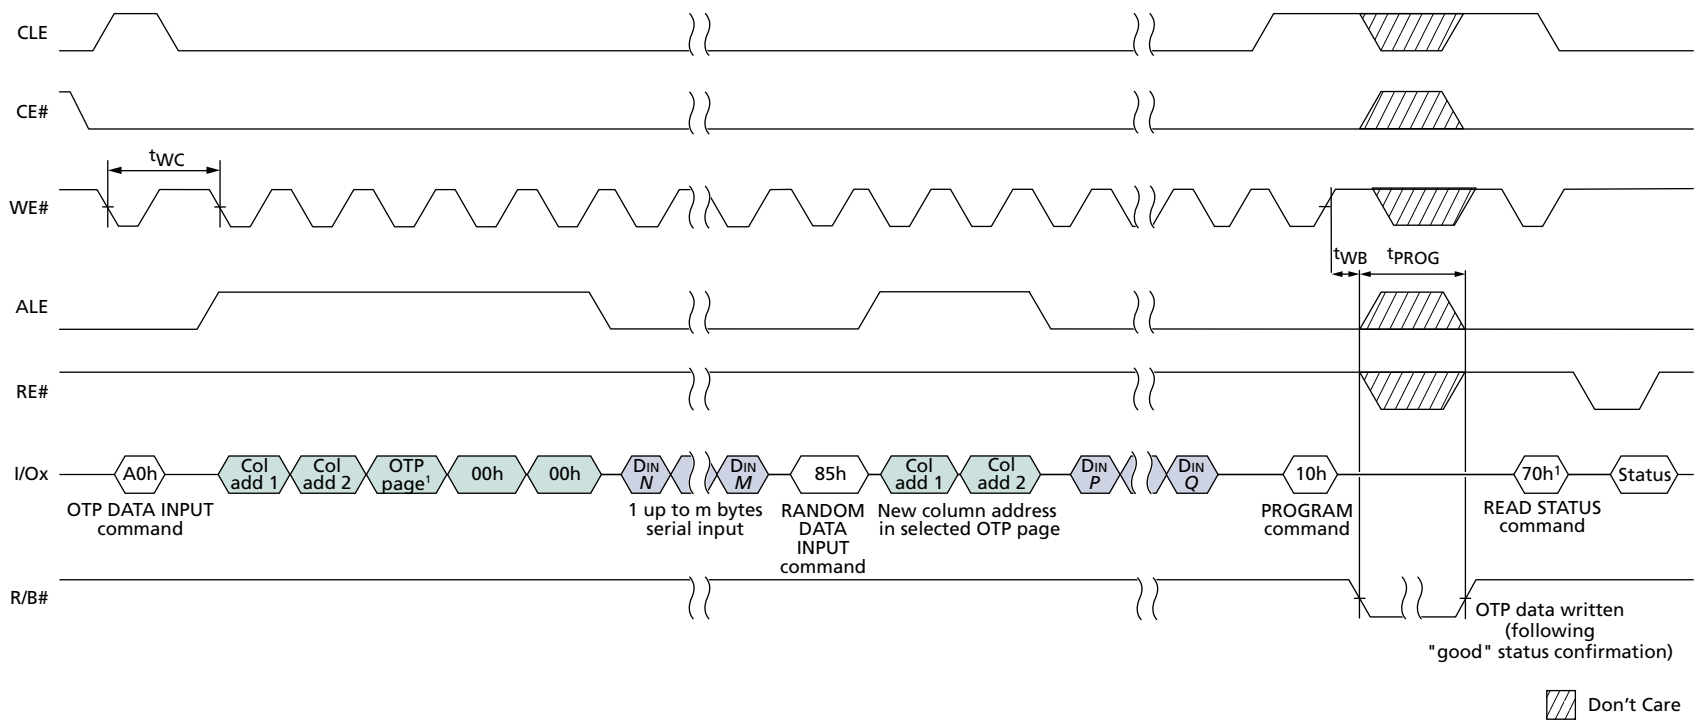 CLE
CE#
tWC
WE#
tWB
tPROG
ALE
RE#
I/Ox
A0h
Col
add 1
Col
add 2
OTP
page¹
00h
00h
DIN
N
DIN
M
85h
Col
add 1
Col
add 2
DIN
P
DIN
Q
10h
70h¹
Status
OTP DATA INPUT
command
1 up to m bytes
serial input
RANDOM
DATA
INPUT
command
New column address
in selected OTP page
PROGRAM
command
READ STATUS
command
R/B#
OTP data written
(following
"good" status confirmation)
Don't Care